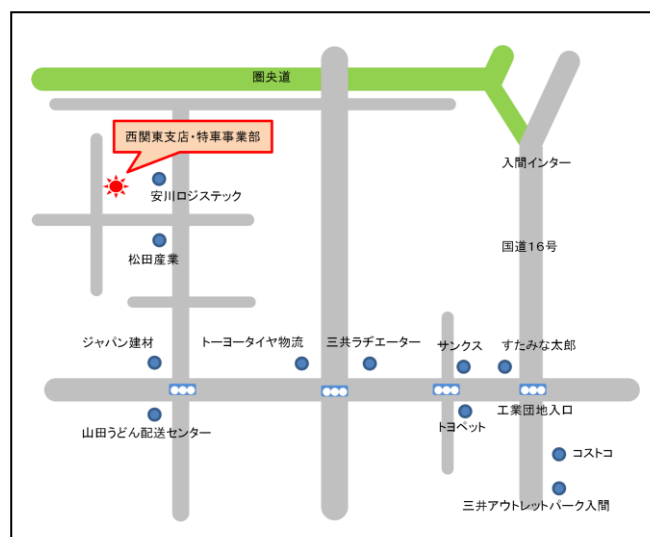 圏央道
西関東支店・特車事業部
入間インター
安川ロジステック
国道16号
松田産業
ジャパン建材
トーヨータイヤ物流
三共ラヂエーター
サンクス
すたみな太郎
工業団地入口
トヨペット
山田うどん配送センター
コストコ
三井アウトレットパーク入間